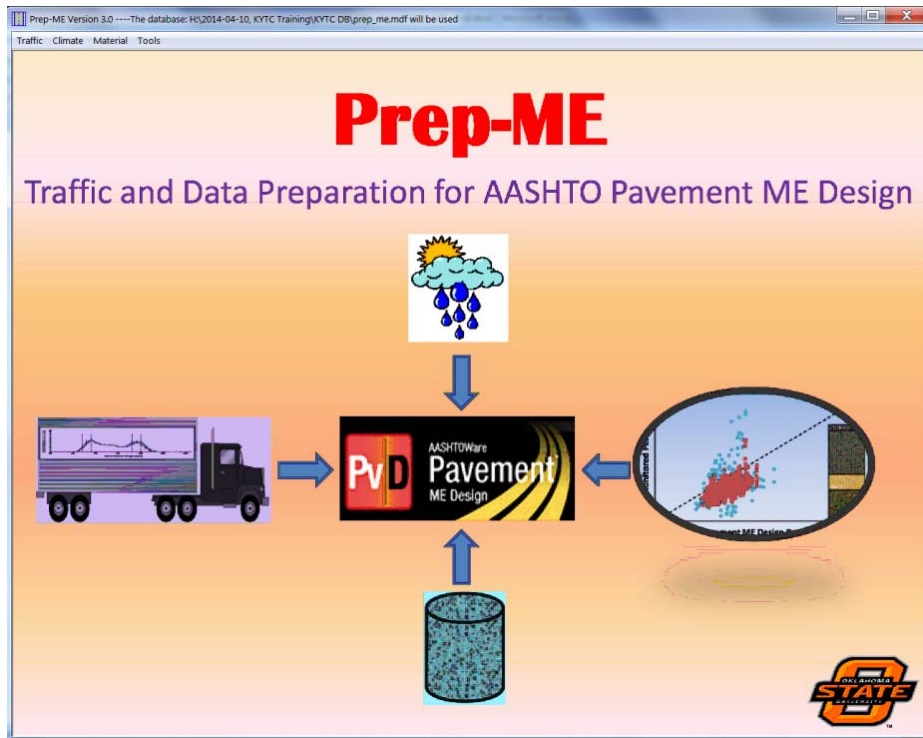 Prep-ME Version 3.0 ----The database: H:\2014-04-10, KYTC Training\KYTC DB\prep_me.mdf will be used
Traffic Climate Material Tools
Prep-ME
Traffic and Data Preparation for AASHTO Pavement ME Design
PvD
AASHTOWare
Pavement
ME Design
OKLAHOMA
STATE
UNIVERSITY